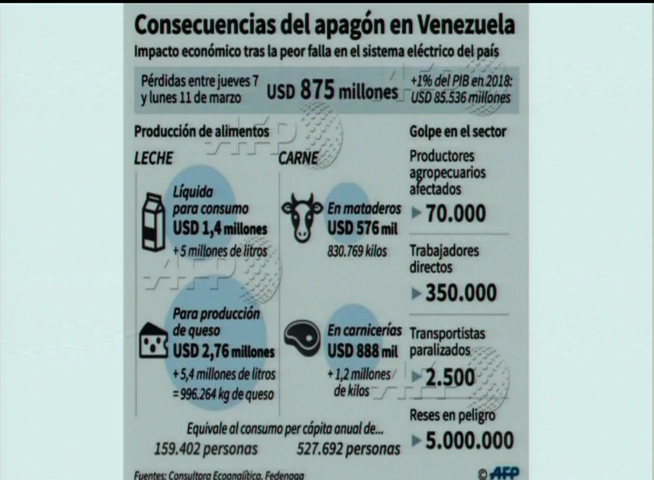 Consecuencias del apagón en Venezuela
Impacto económico tras la peor falla en el sistema eléctrico del país
Pérdidas entre jueves 7
y lunes 11 de marzo
USD 875 millones
+1% del PIB en 2018:
USD 85.536 millones
Producción de alimentos
LECHE
Líquida
para consumo
USD 1,4 millones
+5 millones de litros
Para producción
de queso
USD 2,76 millones
+ 5,4 millones de litros
= 996.264 kg de queso
CARNE
En mataderos
USD 576 mil
830.769 kilos
En carnicerías
USD 888 mil
+ 1,2 millones
de kilos
Equivale al consumo per cápita anual de...
159.402 personas
527.692 personas
Golpe en el sector
Productores
agropecuarios
afectados
70.000
Trabajadores
directos
350.000
Transportistas
paralizados
2.500
Reses en peligro
5.000.000
Fuentes: Consultora Ecoanalítica, Fedenaga
© AFP
AFP
AFP
AFP
AFP